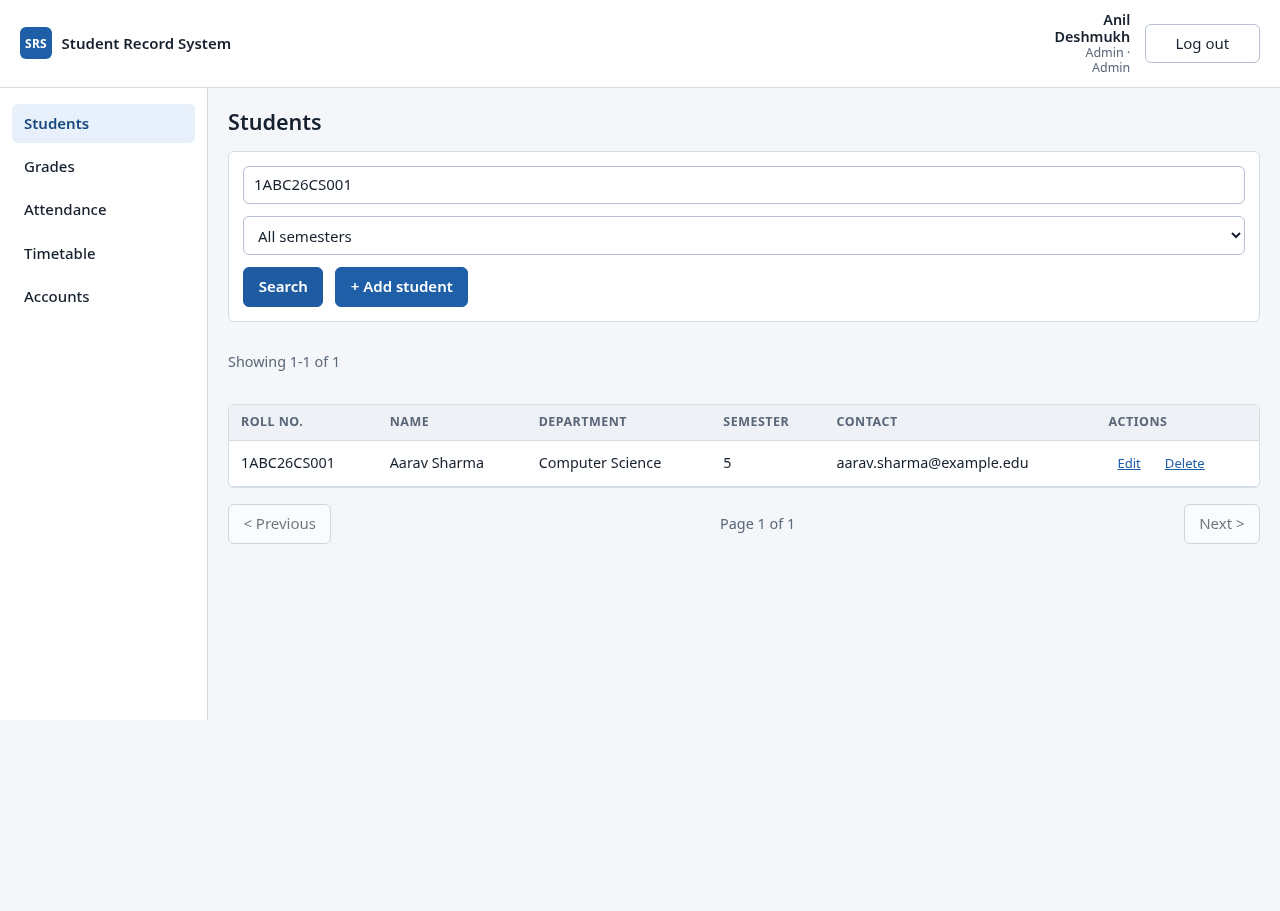 SRS
Student Record System
Anil
Deshmukh
Admin ·
Admin
Log out
Students
Grades
Attendance
Timetable
Accounts
Students
1ABC26CS001
All semesters
Search
+ Add student
Showing 1-1 of 1
ROLL NO. NAME DEPARTMENT SEMESTER CONTACT ACTIONS
1ABC26CS001 Aarav Sharma Computer Science 5 aarav.sharma@example.edu Edit Delete
< Previous Page 1 of 1 Next >